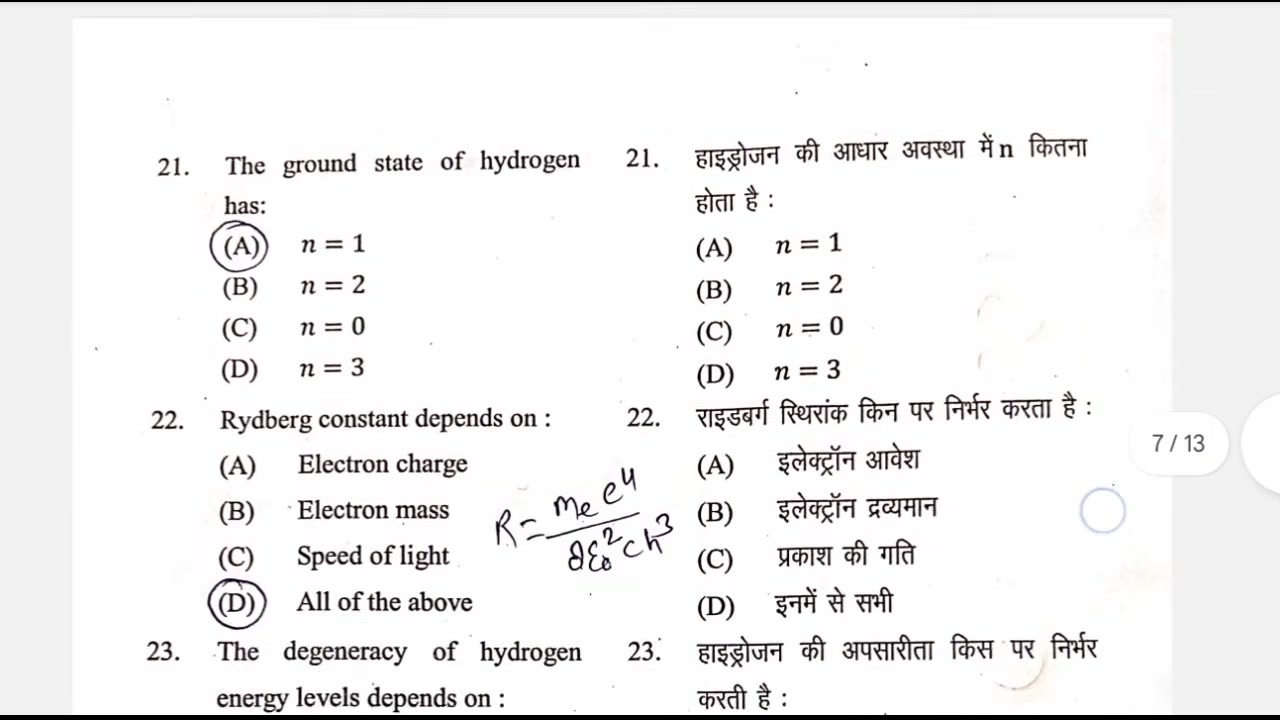 21. The ground state of hydrogen
has:
(A) n = 1
(B) n = 2
(C) n = 0
(D) n = 3
22. Rydberg constant depends on :
(A) Electron charge
(B) Electron mass
(C) Speed of light
(D) All of the above
R = mₑe⁴ / 8ε₀²ch³
23. The degeneracy of hydrogen
energy levels depends on :
21. हाइड्रोजन की आधार अवस्था में n कितना
होता है :
(A) n = 1
(B) n = 2
(C) n = 0
(D) n = 3
22. राइडबर्ग स्थिरांक किन पर निर्भर करता है :
(A) इलेक्ट्रॉन आवेश
(B) इलेक्ट्रॉन द्रव्यमान
(C) प्रकाश की गति
(D) इनमें से सभी
23. हाइड्रोजन की अपसारीता किस पर निर्भर
करती है :
7 / 13